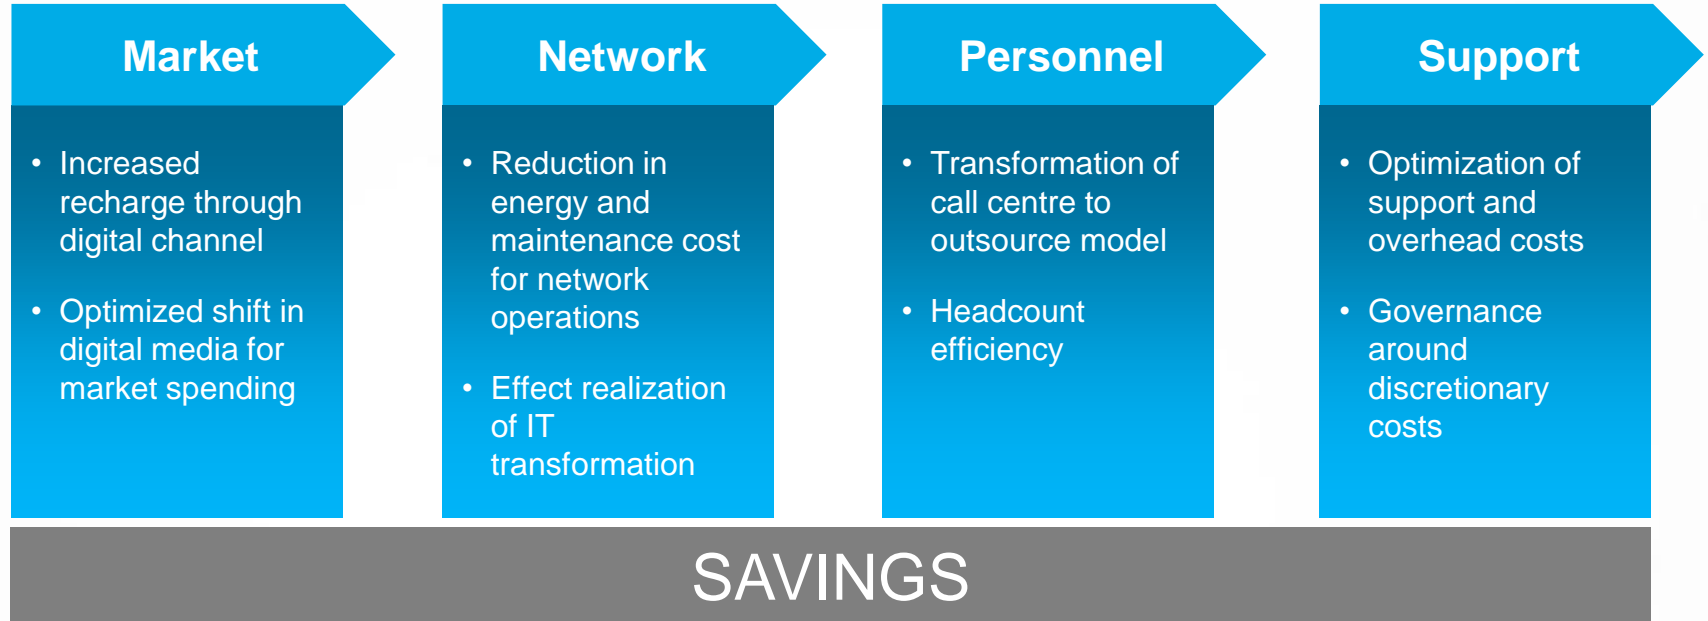 Market
• Increased
recharge through
digital channel
• Optimized shift in
digital media for
market spending
Network
• Reduction in
energy and
maintenance cost
for network
operations
• Effect realization
of IT
transformation
Personnel
• Transformation of
call centre to
outsource model
• Headcount
efficiency
Support
• Optimization of
support and
overhead costs
• Governance
around
discretionary
costs
SAVINGS